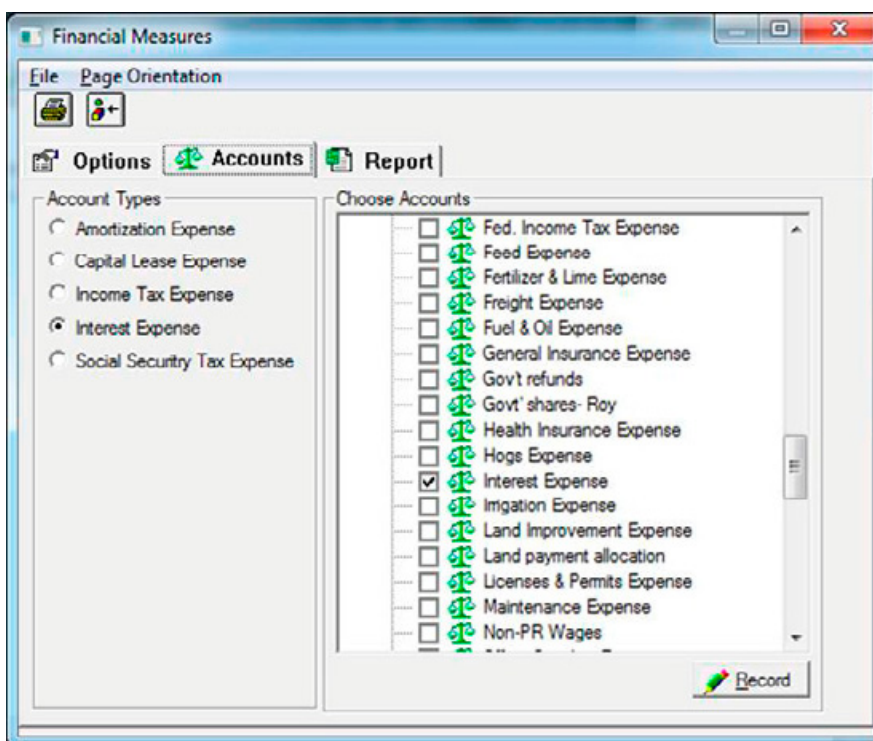 Financial Measures
File Page Orientation
Options Accounts Report
Account Types
Amortization Expense
Capital Lease Expense
Income Tax Expense
Interest Expense
Social Security Tax Expense
Choose Accounts
Fed. Income Tax Expense
Feed Expense
Fertilizer & Lime Expense
Freight Expense
Fuel & Oil Expense
General Insurance Expense
Gov't refunds
Govt' shares- Roy
Health Insurance Expense
Hogs Expense
Interest Expense
Irrigation Expense
Land Improvement Expense
Land payment allocation
Licenses & Permits Expense
Maintenance Expense
Non-PR Wages
Record